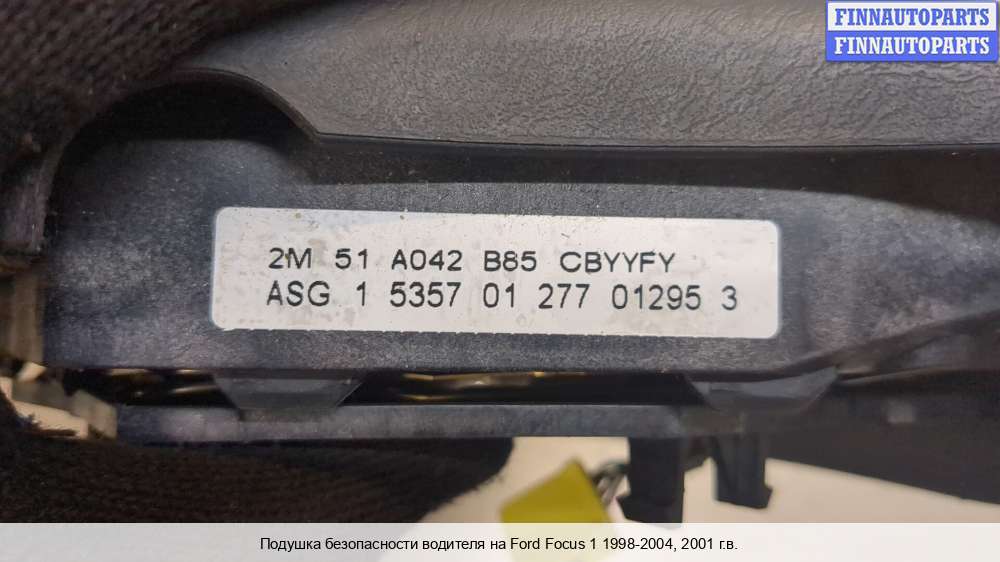 FINNAUTOPARTS
FINNAUTOPARTS
2M 51 A042 B85 CBYYFY
ASG 1 5357 01 277 01295 3
Подушка безопасности водителя на Ford Focus 1 1998-2004, 2001 г.в.